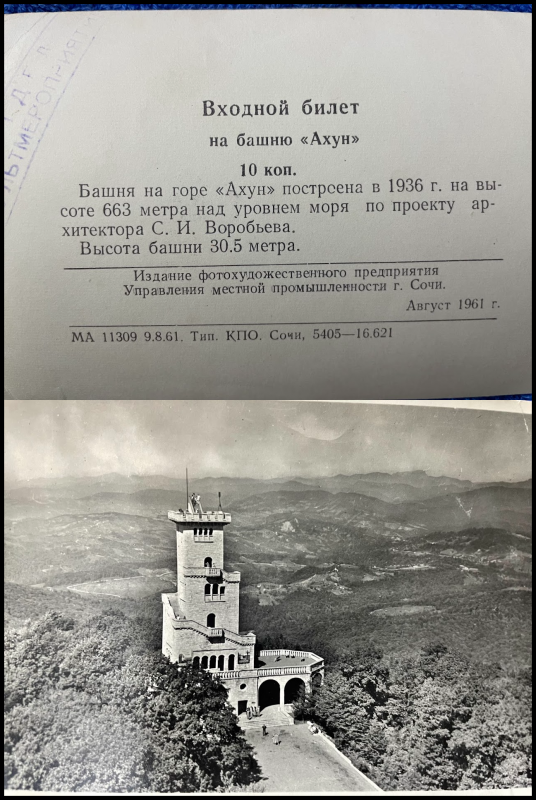 Входной билет
на башню «Ахун»
10 коп.
Башня на горе «Ахун» построена в 1936 г. на вы-
соте 663 метра над уровнем моря по проекту ар-
хитектора С. И. Воробьева.
Высота башни 30.5 метра.
Издание фотохудожественного предприятия
Управления местной промышленности г. Сочи.
Август 1961 г.
МА 11309 9.8.61. Тип. КПО. Сочи, 5405—16.621